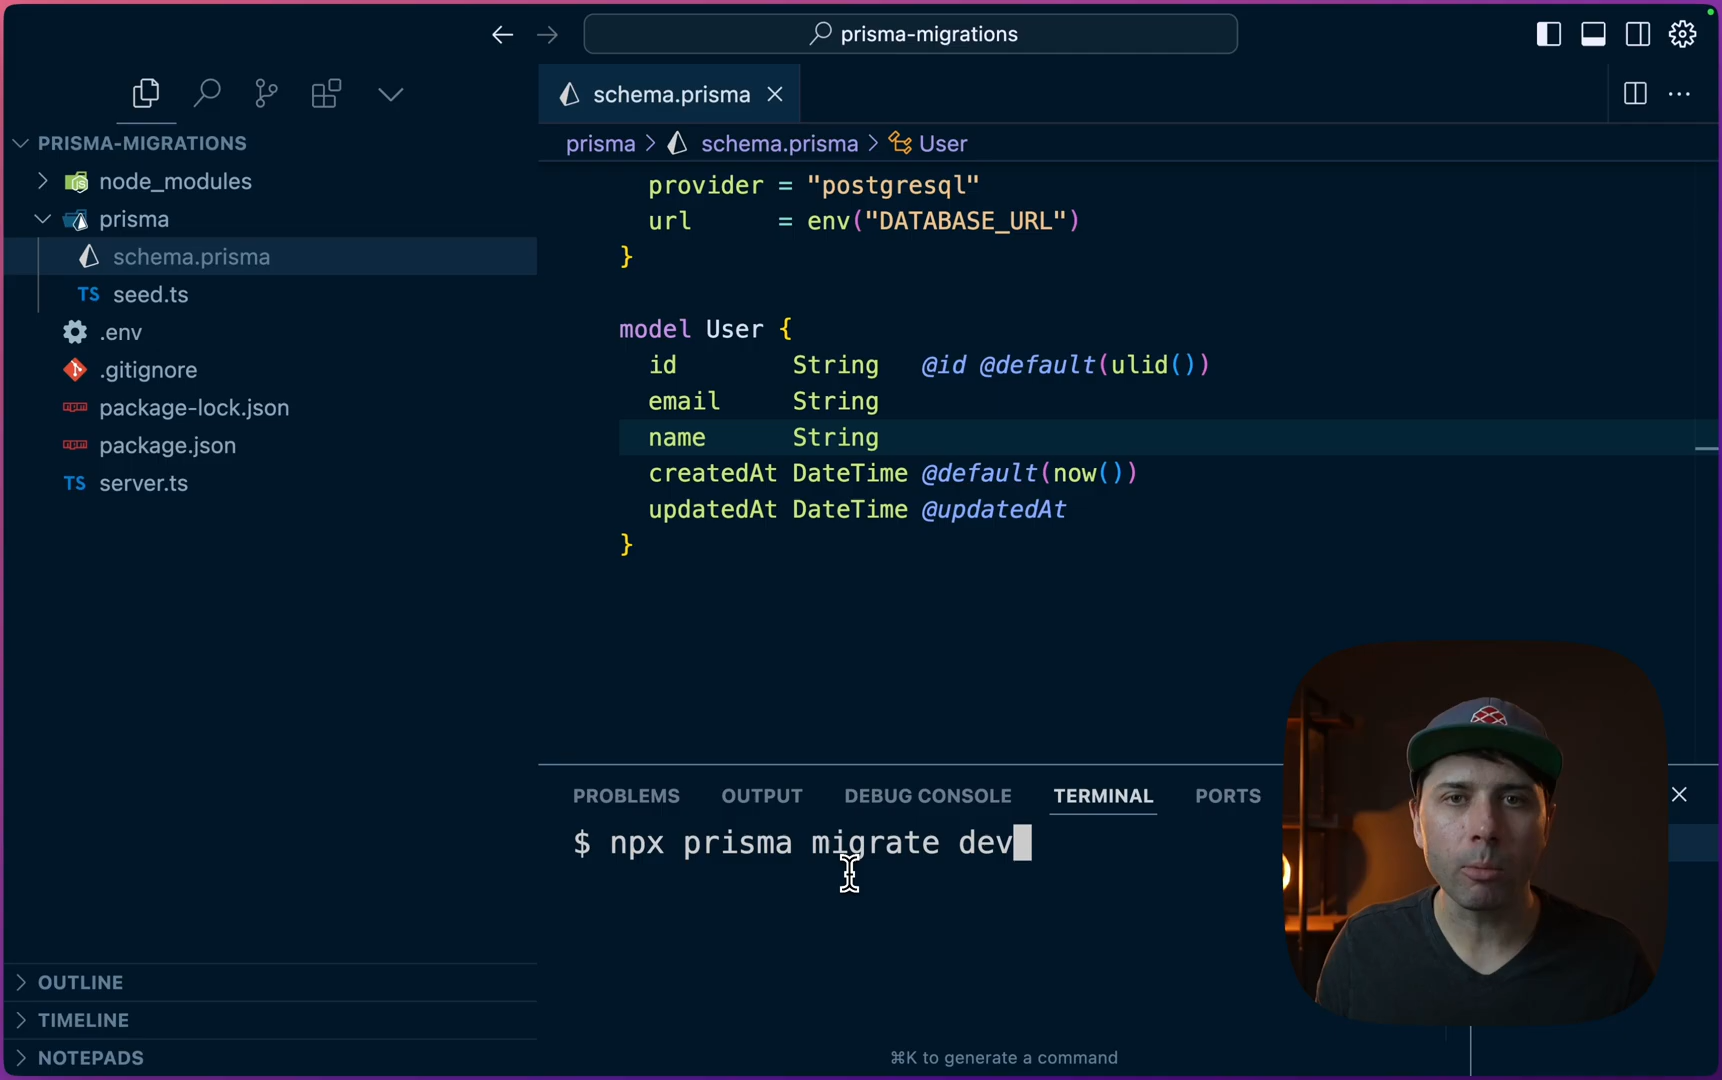 prisma-migrations
schema.prisma
PRISMA-MIGRATIONS
node_modules
prisma
schema.prisma
TS seed.ts
.env
.gitignore
package-lock.json
package.json
TS server.ts
OUTLINE
TIMELINE
NOTEPADS
prisma > schema.prisma > User
provider = "postgresql"
url = env("DATABASE_URL")
}
model User {
id String @id @default(ulid())
email String
name String
createdAt DateTime @default(now())
updatedAt DateTime @updatedAt
}
PROBLEMS OUTPUT DEBUG CONSOLE TERMINAL PORTS
$ npx prisma migrate dev
⌘K to generate a command